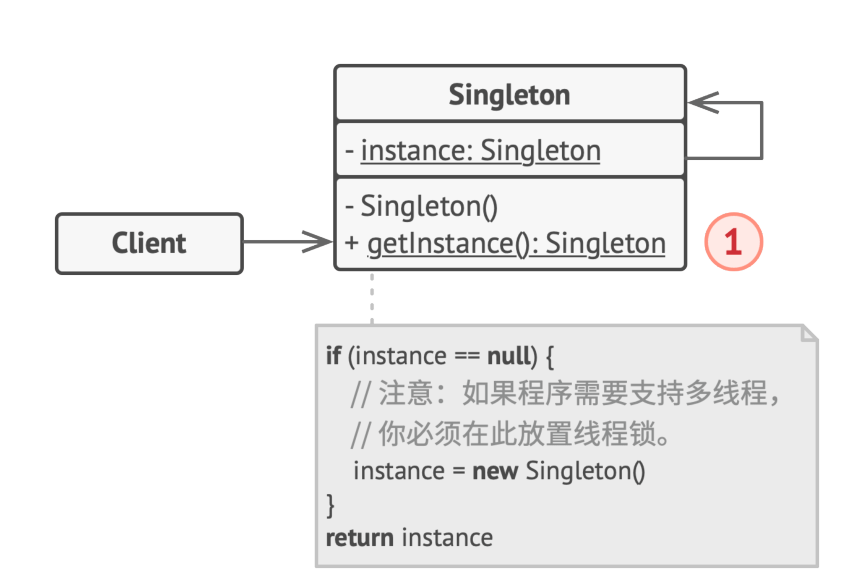 Singleton
- instance: Singleton
- Singleton()
+ getInstance(): Singleton
Client
1
if (instance == null) {
// 注意：如果程序需要支持多线程，
// 你必须在此放置线程锁。
instance = new Singleton()
}
return instance